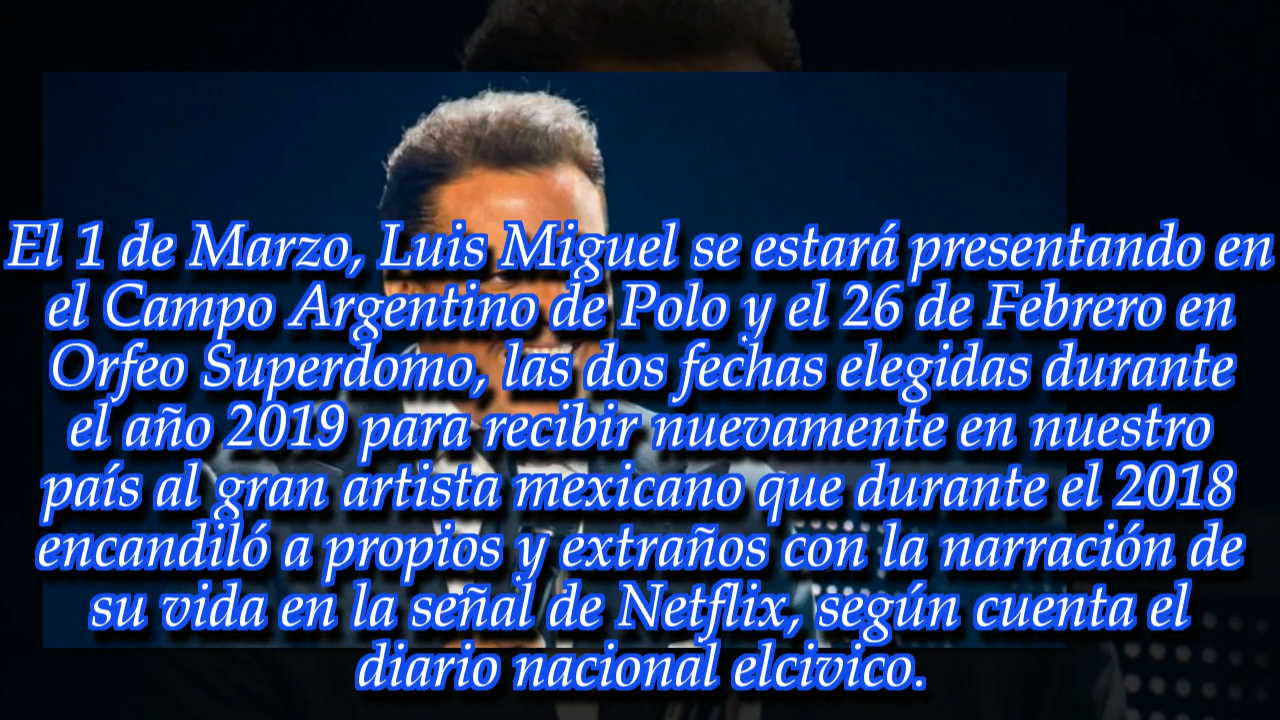 El 1 de Marzo, Luis Miguel se estará presentando en
el Campo Argentino de Polo y el 26 de Febrero en
Orfeo Superdomo, las dos fechas elegidas durante
el año 2019 para recibir nuevamente en nuestro
país al gran artista mexicano que durante el 2018
encandiló a propios y extraños con la narración de
su vida en la señal de Netflix, según cuenta el
diario nacional elcivico.